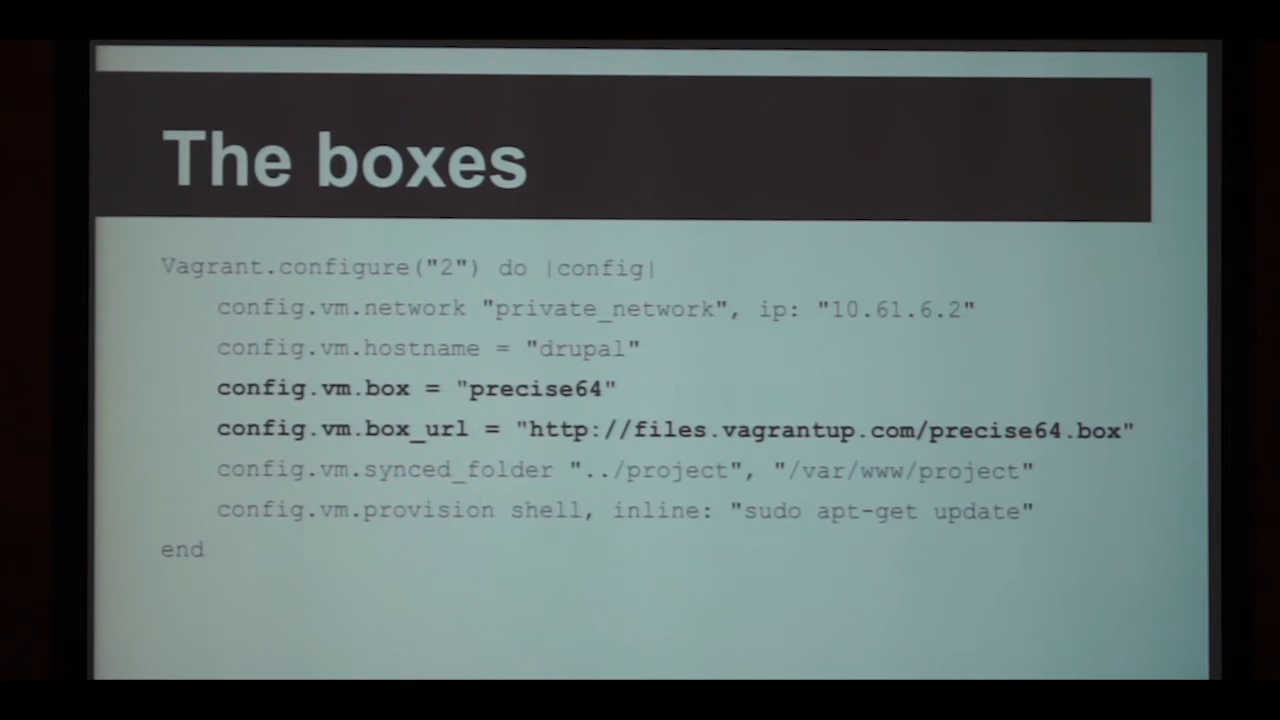 The boxes
Vagrant.configure("2") do |config|
config.vm.network "private_network", ip: "10.61.6.2"
config.vm.hostname = "drupal"
config.vm.box = "precise64"
config.vm.box_url = "http://files.vagrantup.com/precise64.box"
config.vm.synced_folder "../project", "/var/www/project"
config.vm.provision shell, inline: "sudo apt-get update"
end